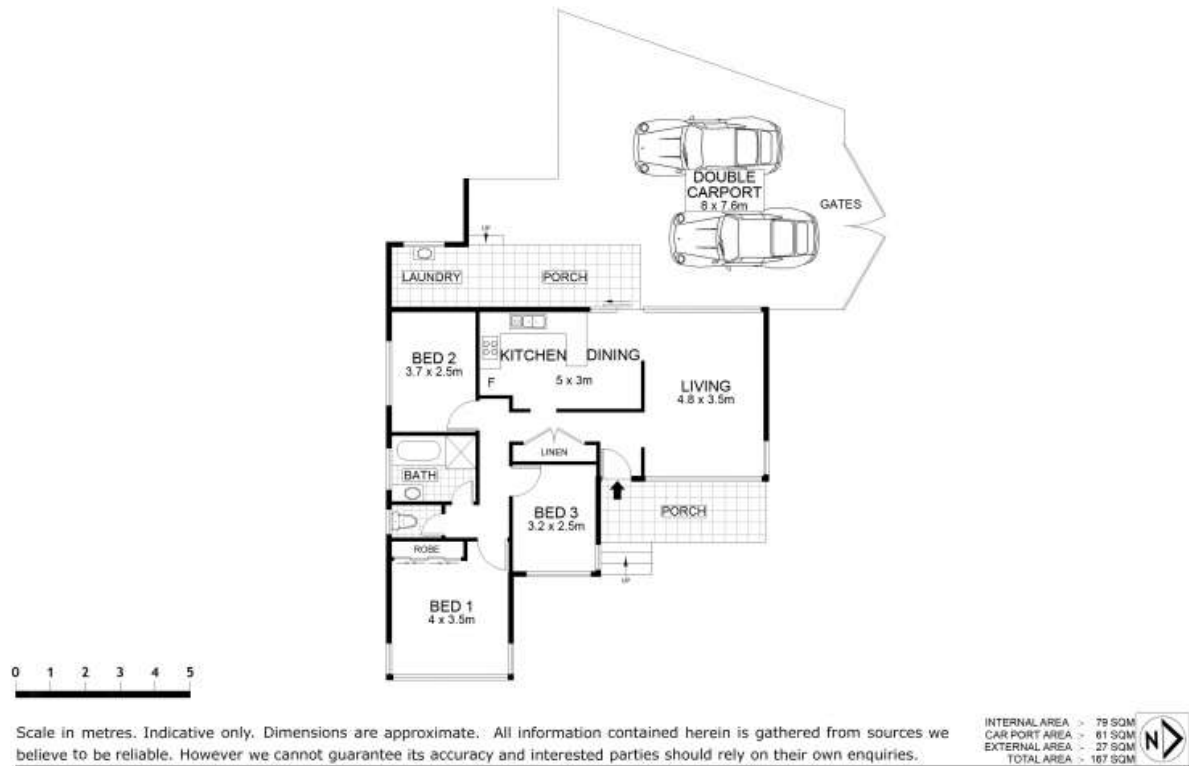 DOUBLE
CARPORT
8 x 7.6m
GATES
UP
LAUNDRY
PORCH
BED 2
3.7 x 2.5m
KITCHEN
DINING
F
5 x 3m
LIVING
4.8 x 3.5m
LINEN
BATH
BED 3
3.2 x 2.5m
PORCH
ROBE
UP
BED 1
4 x 3.5m
0 1 2 3 4 5
Scale in metres. Indicative only. Dimensions are approximate. All information contained herein is gathered from sources we
believe to be reliable. However we cannot guarantee its accuracy and interested parties should rely on their own enquiries.
INTERNAL AREA :- 79 SQM
CAR PORT AREA :- 61 SQM
EXTERNAL AREA :- 27 SQM
TOTAL AREA :- 167 SQM
N